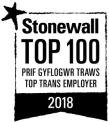 Stonewall
TOP 100
PRIF GYFLOGWR TRAWS
TOP TRANS EMPLOYER
2018